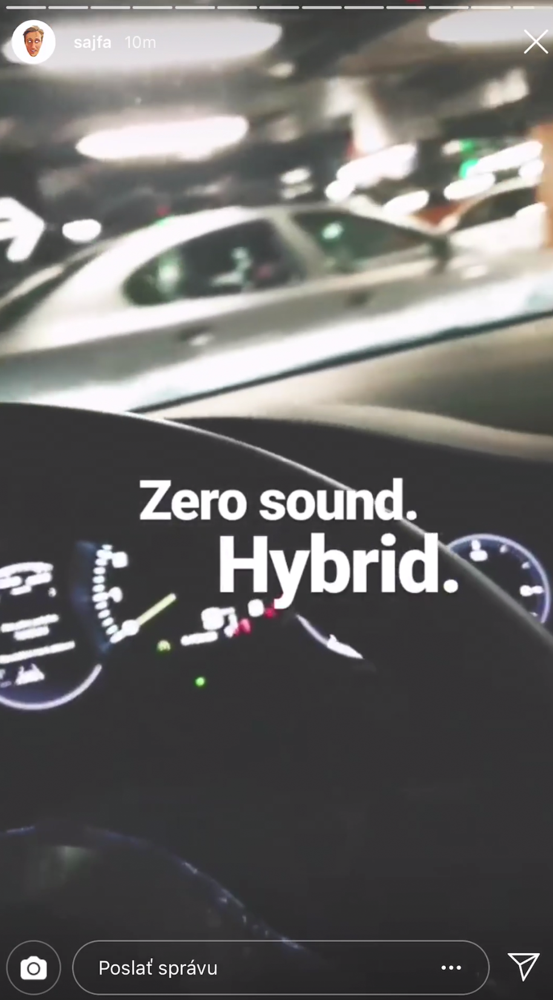 sajfa 10m
Zero sound.
Hybrid.
Poslať správu